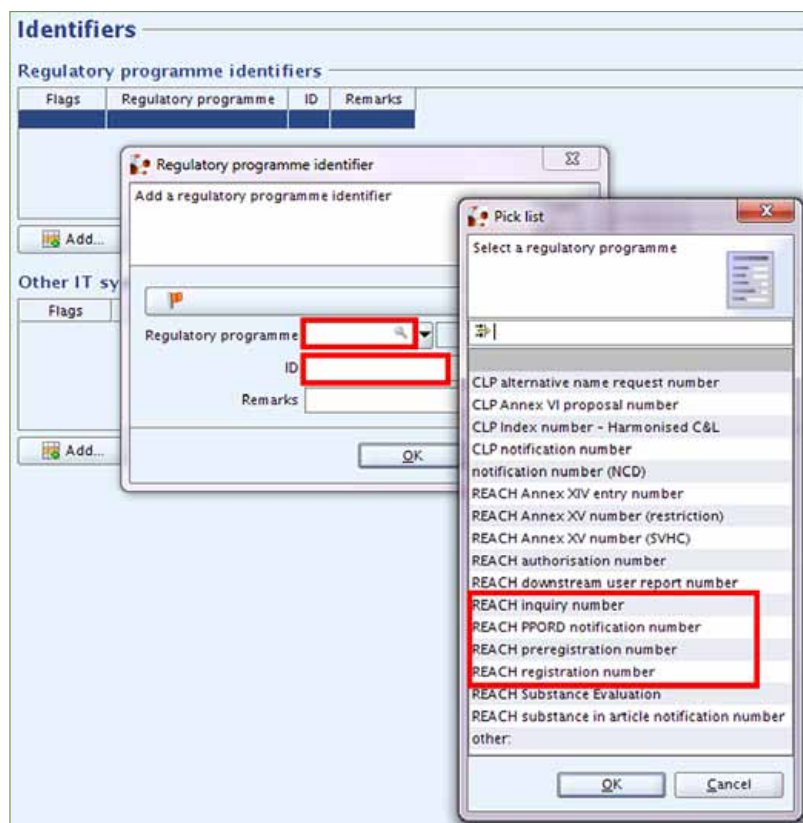 Identifiers
Regulatory programme identifiers
Flags Regulatory programme ID Remarks
Regulatory programme identifier
Add a regulatory programme identifier
Add...
Other IT sy
Flags
Regulatory programme
ID
Remarks
OK
Add...
Pick list
Select a regulatory programme
CLP alternative name request number
CLP Annex VI proposal number
CLP Index number - Harmonised C&L
CLP notification number
notification number (NCD)
REACH Annex XIV entry number
REACH Annex XV number (restriction)
REACH Annex XV number (SVHC)
REACH authorisation number
REACH downstream user report number
REACH inquiry number
REACH PPORD notification number
REACH preregistration number
REACH registration number
REACH Substance Evaluation
REACH substance in article notification number
other:
OK Cancel